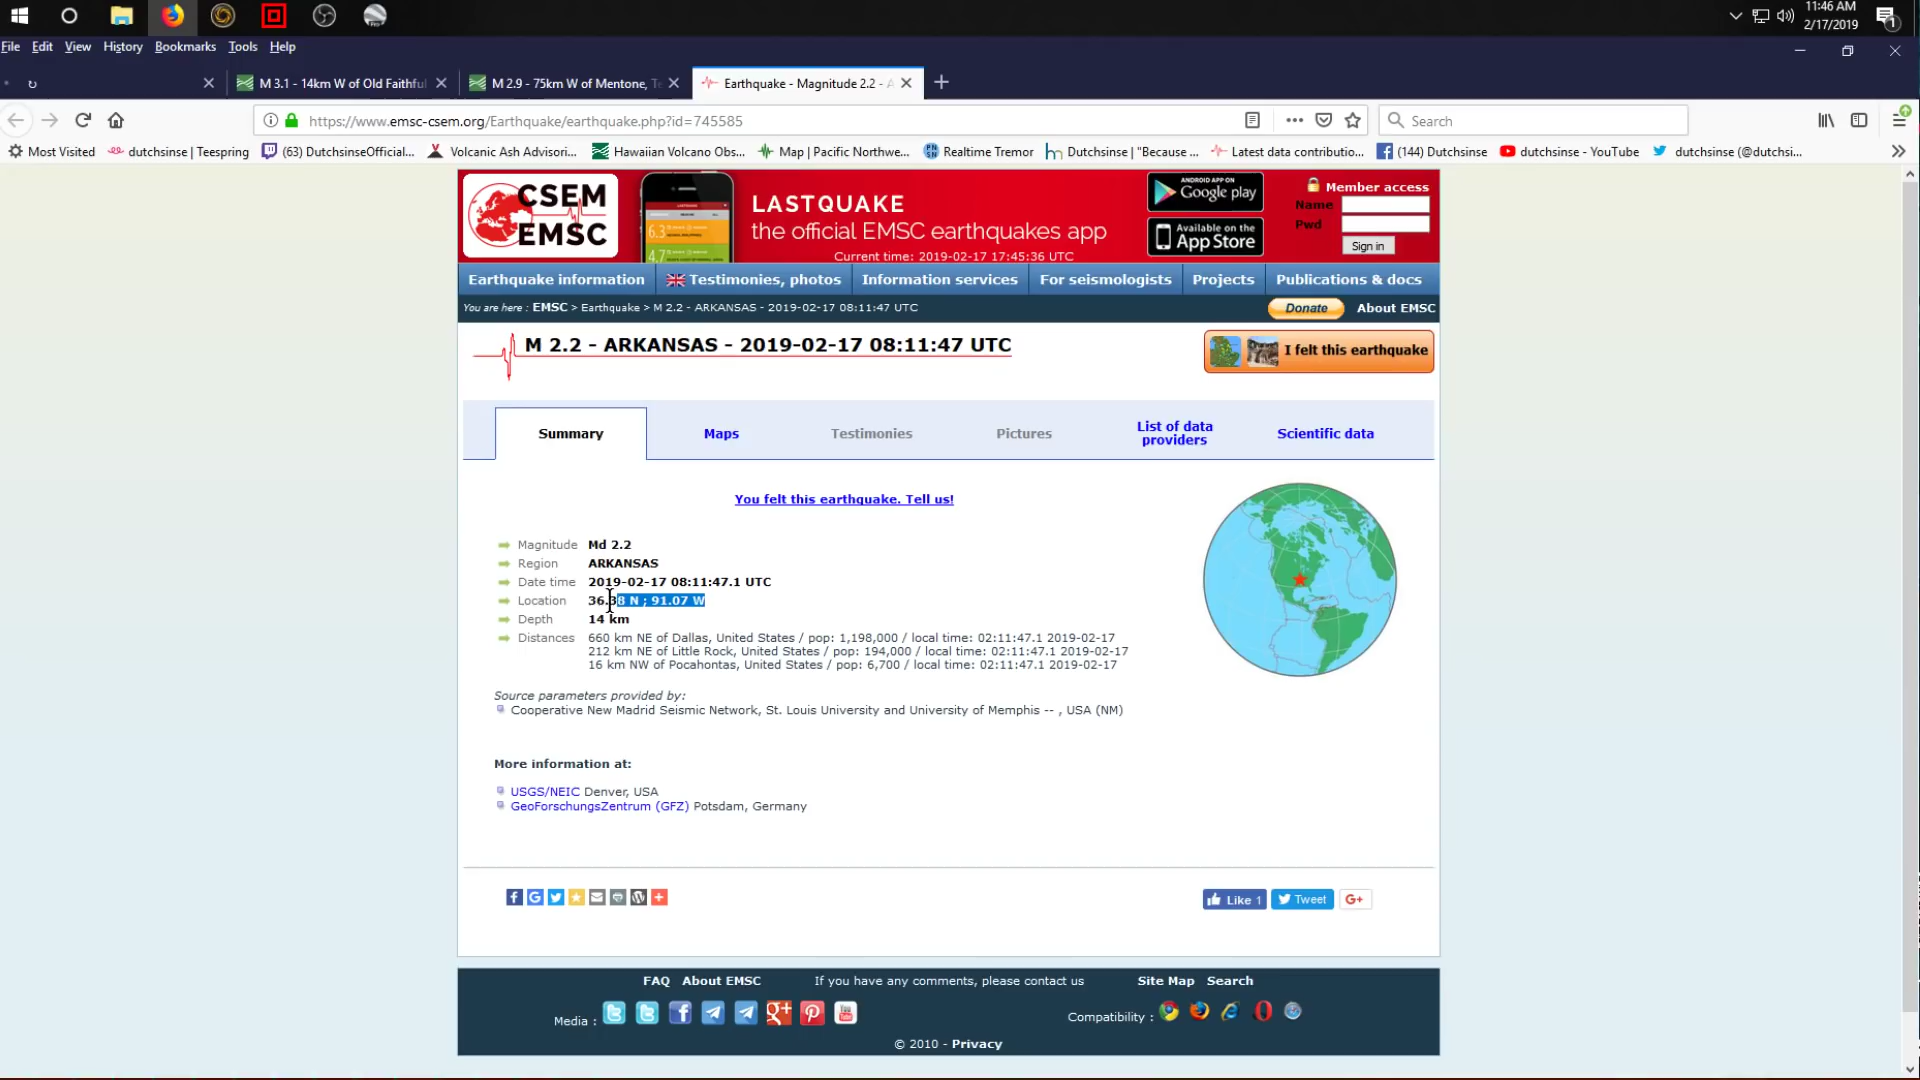 11:46 AM
2/17/2019
1
File Edit View History Bookmarks Tools Help
M 3.1 - 14km W of Old Faithful
M 2.9 - 75km W of Mentone, Te
Earthquake - Magnitude 2.2 - A
https://www.emsc-csem.org/Earthquake/earthquake.php?id=745585
Search
Most Visited
dutchsinse | Teespring
(63) DutchsinseOfficial...
Volcanic Ash Advisori...
Hawaiian Volcano Obs...
Map | Pacific Northwe...
Realtime Tremor
Dutchsinse | "Because ...
Latest data contributio...
(144) Dutchsinse
dutchsinse - YouTube
dutchsinse (@dutchsi...
CSEM
EMSC
LASTQUAKE
the official EMSC earthquakes app
Current time: 2019-02-17 17:45:36 UTC
6.3
4.7
ANDROID APP ON
Google play
Available on the
App Store
Member access
Name
Pwd
Sign in
Earthquake information
Testimonies, photos
Information services
For seismologists
Projects
Publications & docs
You are here : EMSC > Earthquake > M 2.2 - ARKANSAS - 2019-02-17 08:11:47 UTC
Donate
About EMSC
M 2.2 - ARKANSAS - 2019-02-17 08:11:47 UTC
I felt this earthquake
Summary
Maps
Testimonies
Pictures
List of data
providers
Scientific data
You felt this earthquake. Tell us!
Magnitude Md 2.2
Region ARKANSAS
Date time 2019-02-17 08:11:47.1 UTC
Location 36.38 N ; 91.07 W
Depth 14 km
Distances 660 km NE of Dallas, United States / pop: 1,198,000 / local time: 02:11:47.1 2019-02-17
212 km NE of Little Rock, United States / pop: 194,000 / local time: 02:11:47.1 2019-02-17
16 km NW of Pocahontas, United States / pop: 6,700 / local time: 02:11:47.1 2019-02-17
Source parameters provided by:
Cooperative New Madrid Seismic Network, St. Louis University and University of Memphis -- , USA (NM)
More information at:
USGS/NEIC Denver, USA
GeoForschungsZentrum (GFZ) Potsdam, Germany
Like 1
Tweet
G+
FAQ About EMSC
If you have any comments, please contact us
Site Map Search
Media :
Compatibility :
© 2010 - Privacy